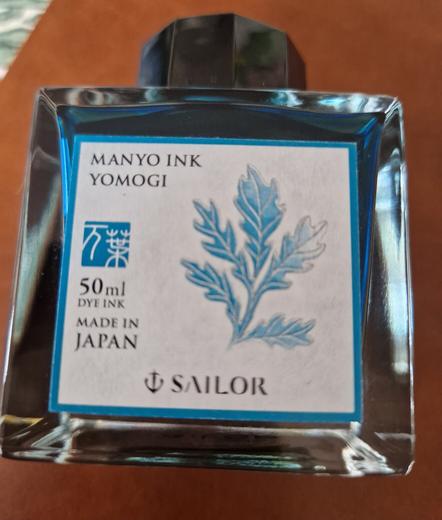 MANYO INK
YOMOGI
万葉
50ml
DYE INK
MADE IN
JAPAN
SAILOR